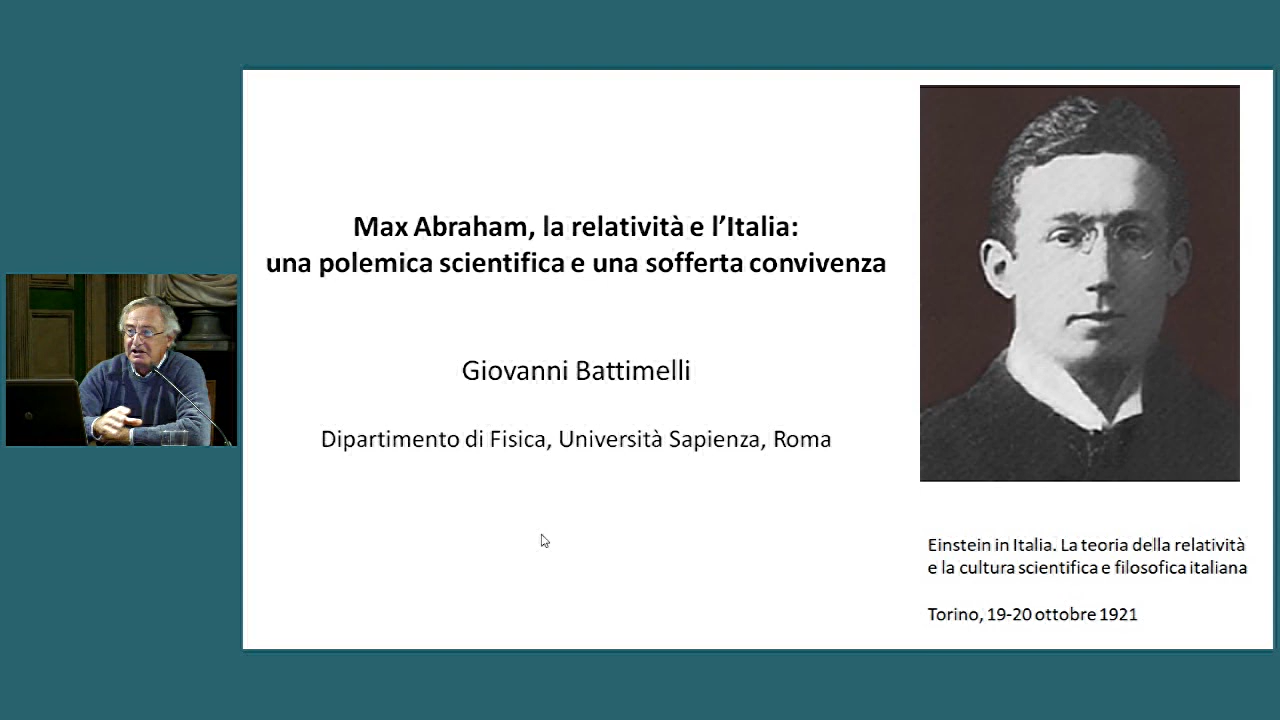 Max Abraham, la relatività e l’Italia:
una polemica scientifica e una sofferta convivenza
Giovanni Battimelli
Dipartimento di Fisica, Università Sapienza, Roma
Einstein in Italia. La teoria della relatività
e la cultura scientifica e filosofica italiana
Torino, 19-20 ottobre 1921